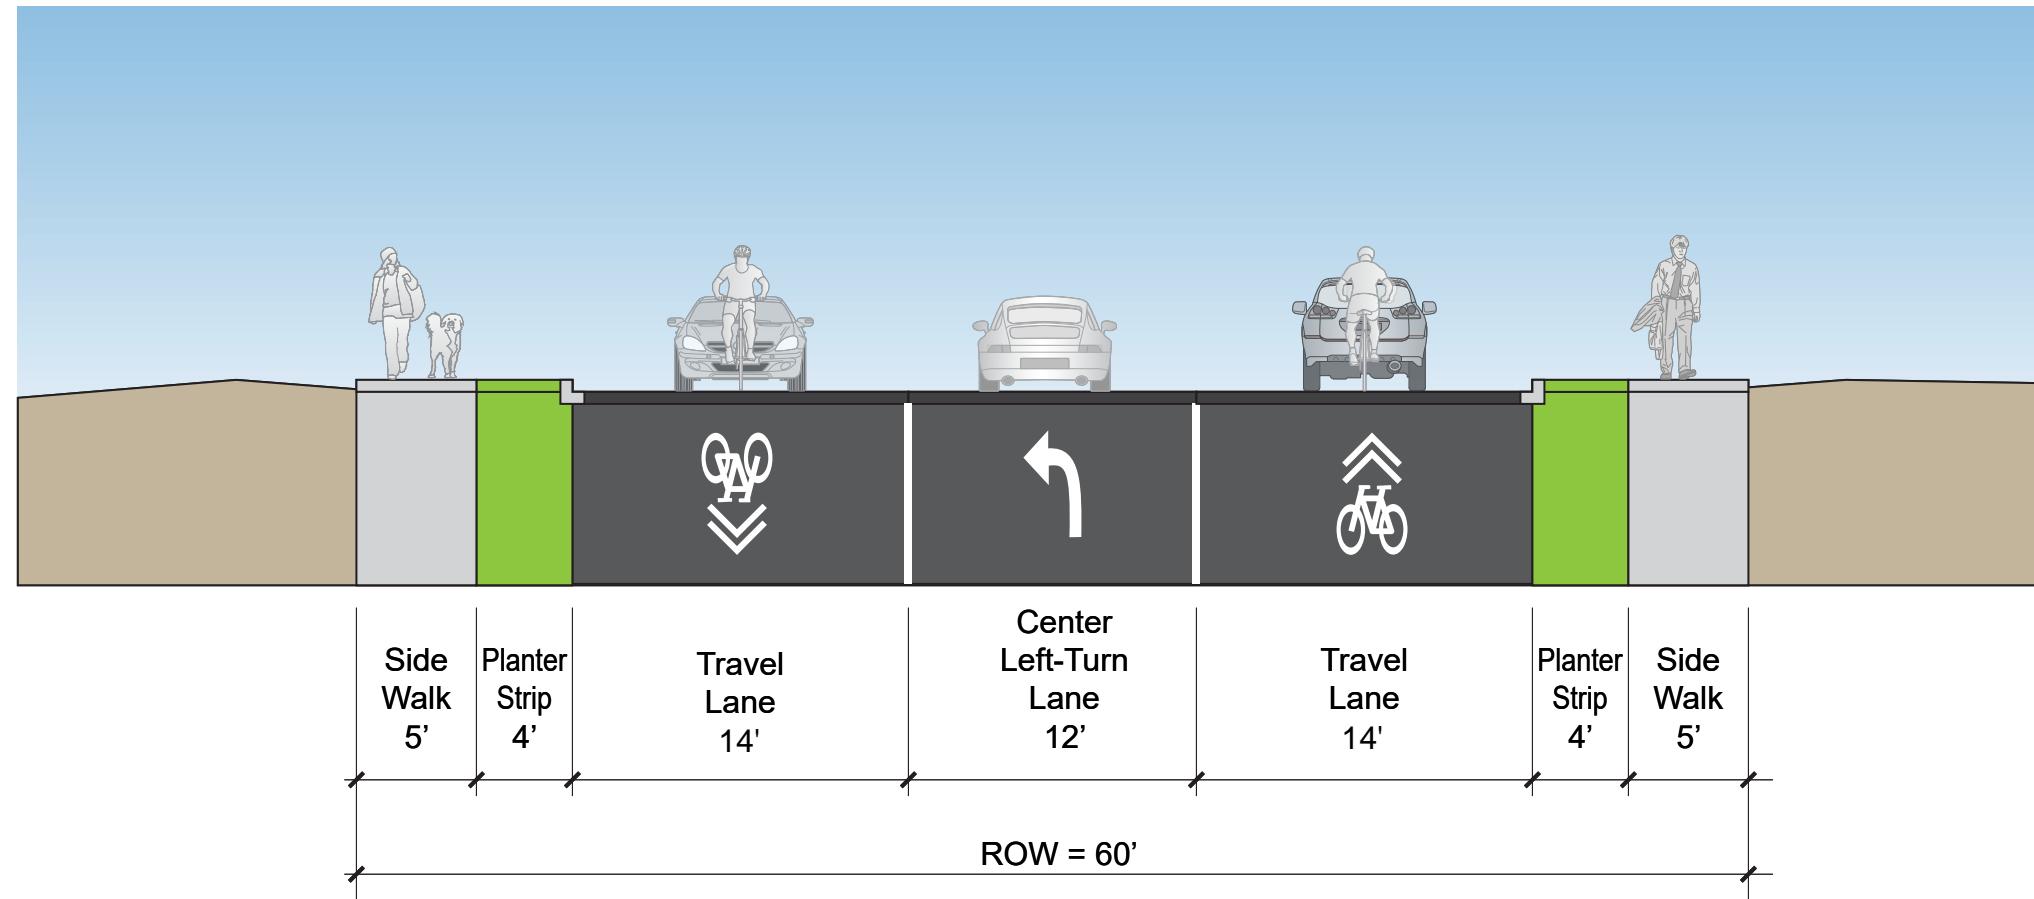 Side
Walk
5’
Planter
Strip
4’
Travel
Lane
14'
Center
Left-Turn
Lane
12’
Travel
Lane
14'
Planter
Strip
4’
Side
Walk
5’
ROW = 60’